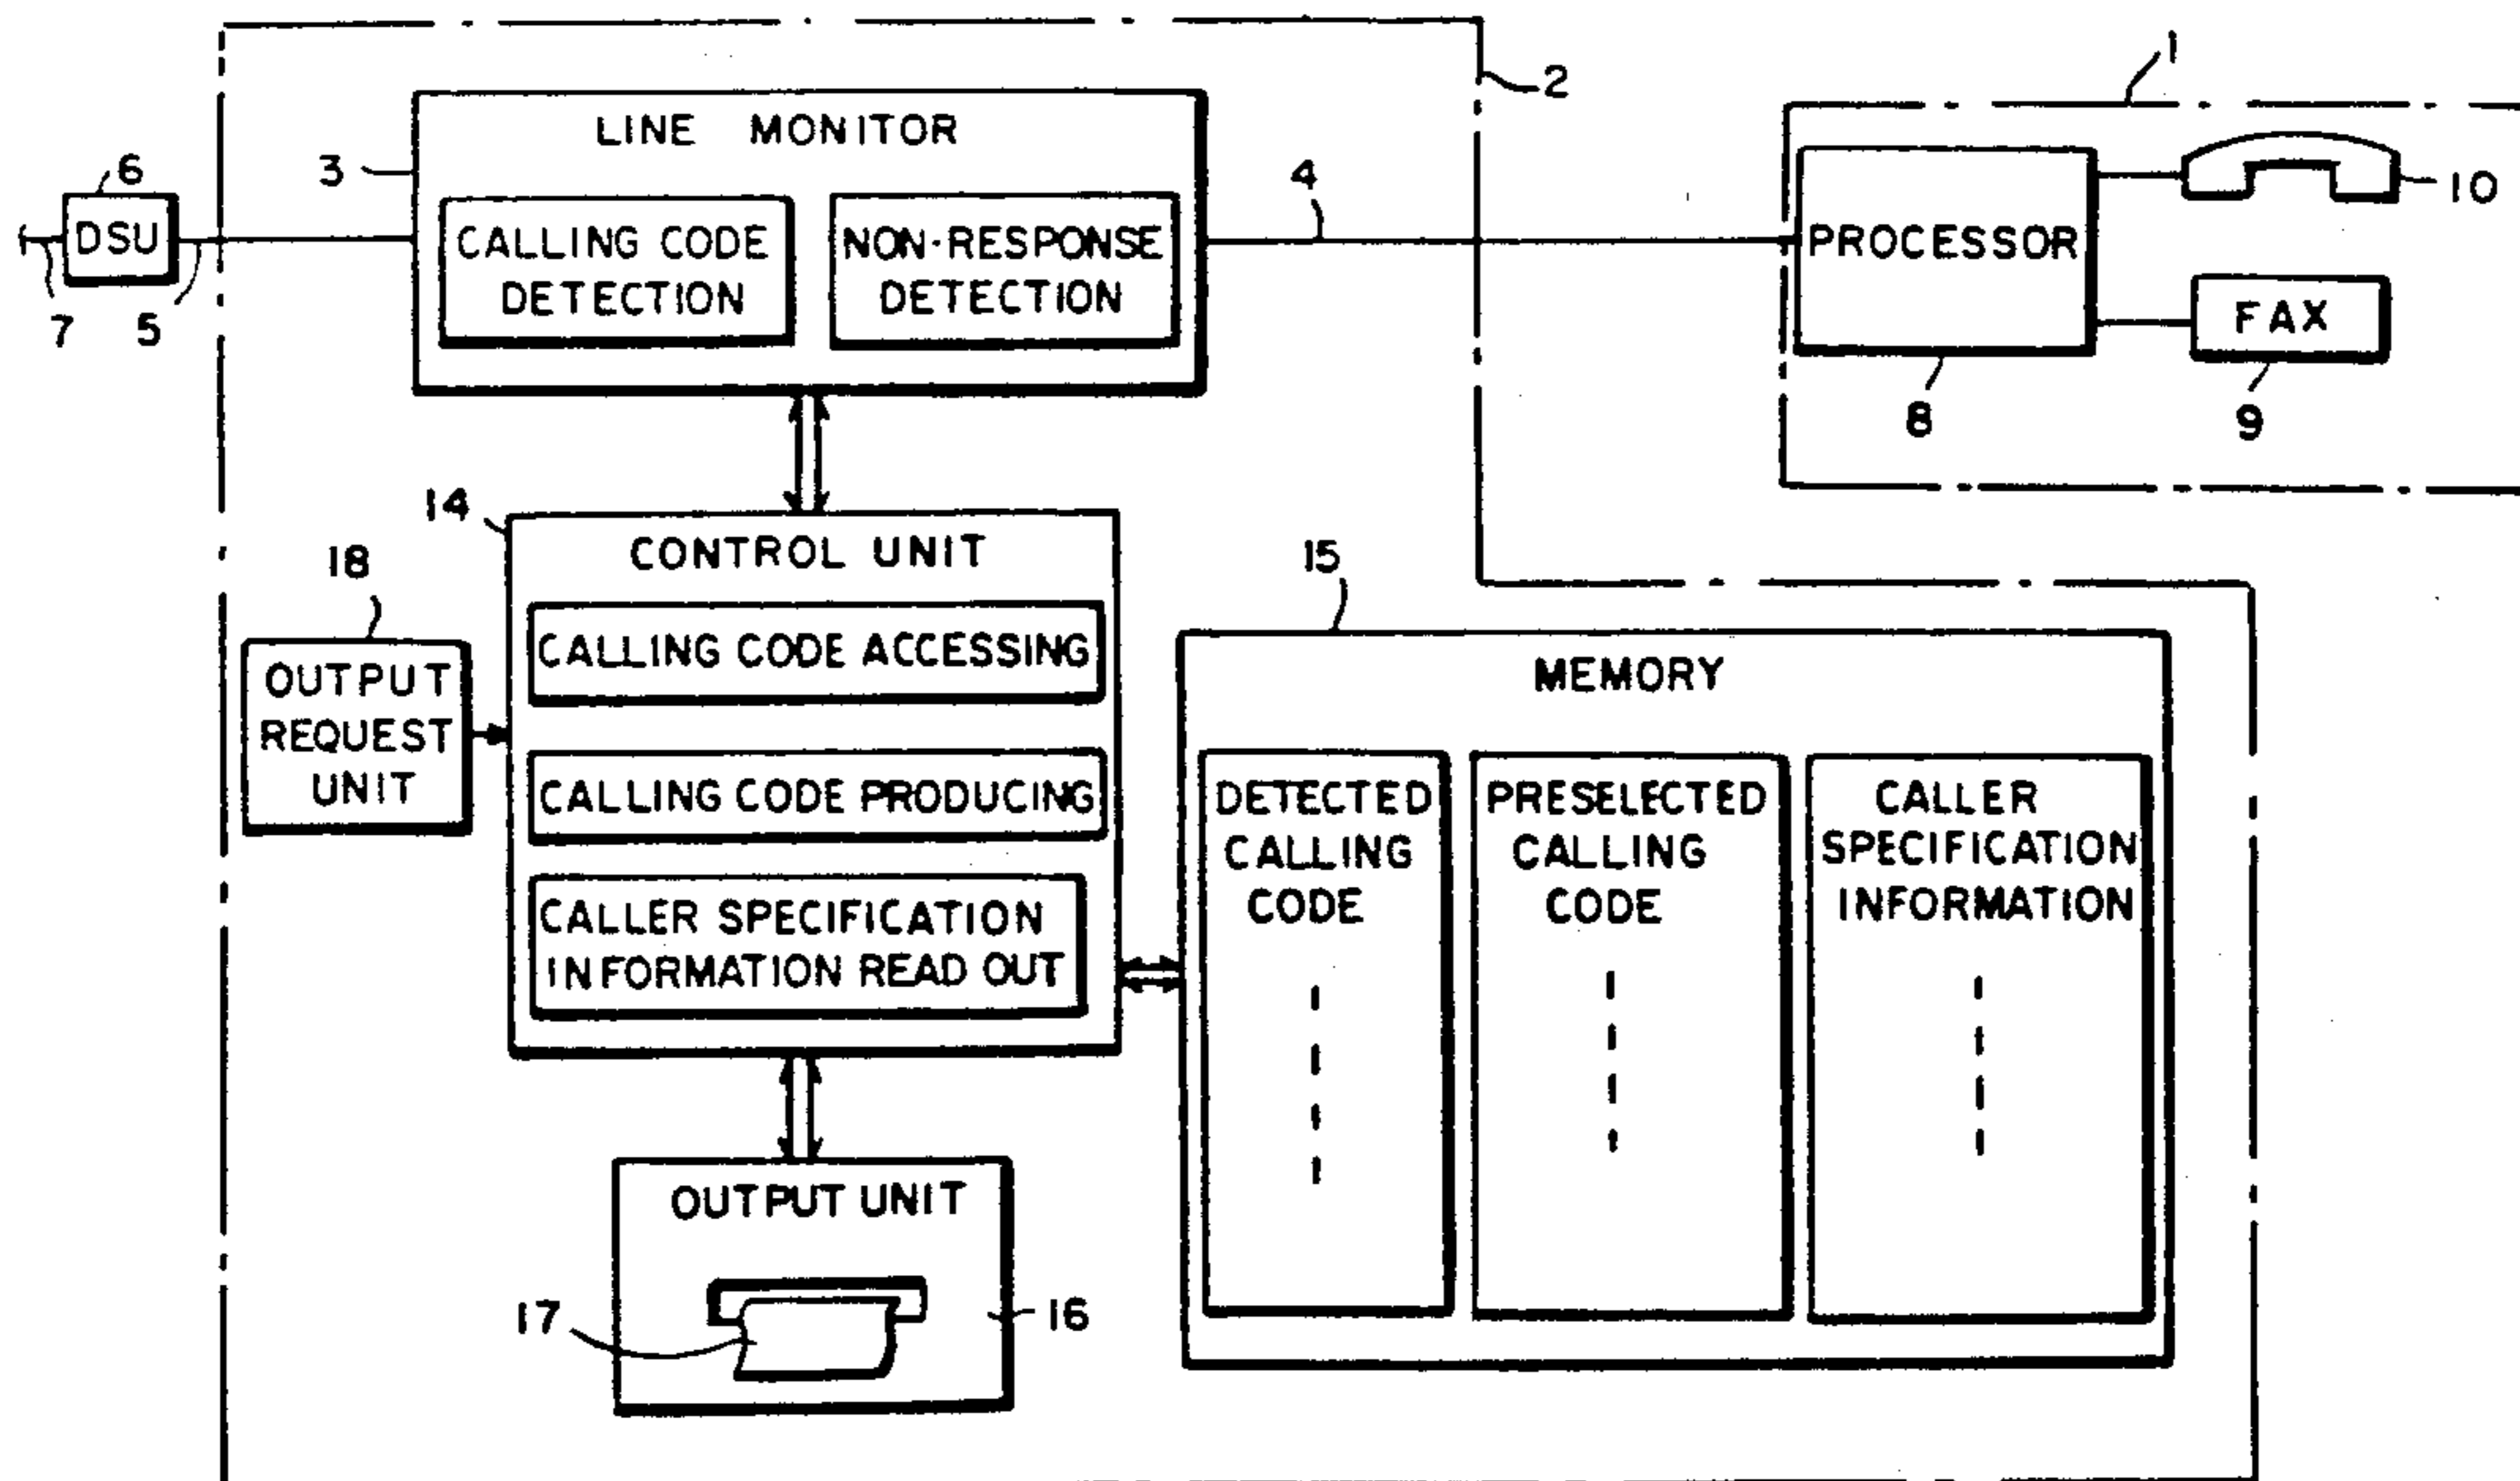 1
2
LINE MONITOR
3
6
DSU
7
5
CALLING CODE
DETECTION
NON-RESPONSE
DETECTION
4
PROCESSOR
10
FAX
8
9
14
CONTROL UNIT
18
OUTPUT
REQUEST
UNIT
CALLING CODE ACCESSING
CALLING CODE PRODUCING
CALLER SPECIFICATION
INFORMATION READ OUT
15
MEMORY
DETECTED
CALLING
CODE
PRESELECTED
CALLING
CODE
CALLER
SPECIFICATION
INFORMATION
OUTPUT UNIT
17
16